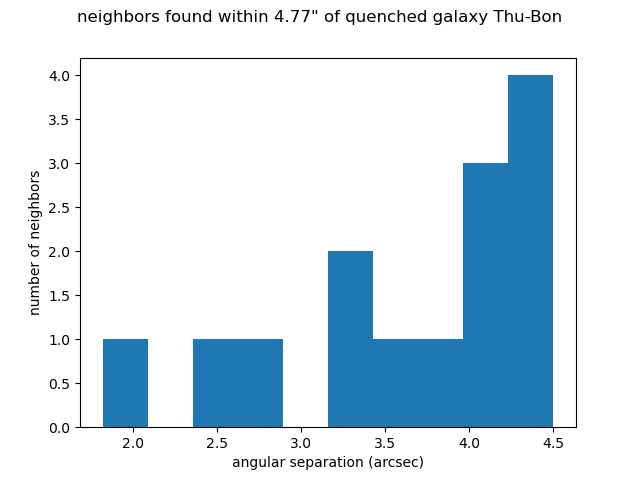 neighbors found within 4.77" of quenched galaxy Thu-Bon
4.0
3.5
3.0
2.5
2.0
1.5
1.0
0.5
0.0
number of neighbors
2.0 2.5 3.0 3.5 4.0 4.5
angular separation (arcsec)